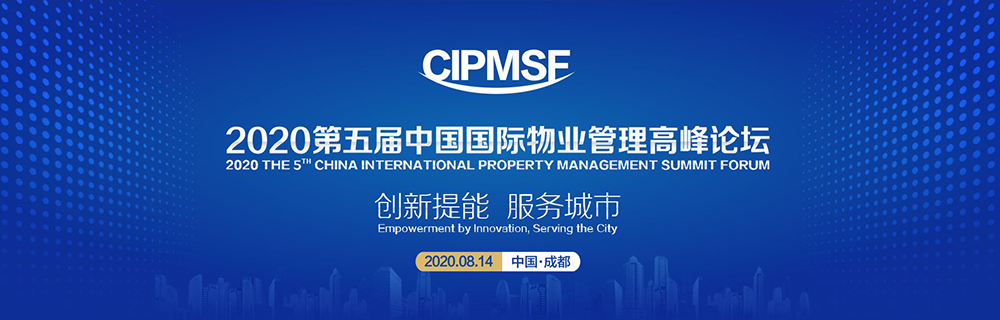 CIPMSF
2020第五届中国国际物业管理高峰论坛
2020 THE 5TH CHINA INTERNATIONAL PROPERTY MANAGEMENT SUMMIT FORUM
创新提能 服务城市
Empowerment by Innovation, Serving the City
2020.08.14 中国·成都